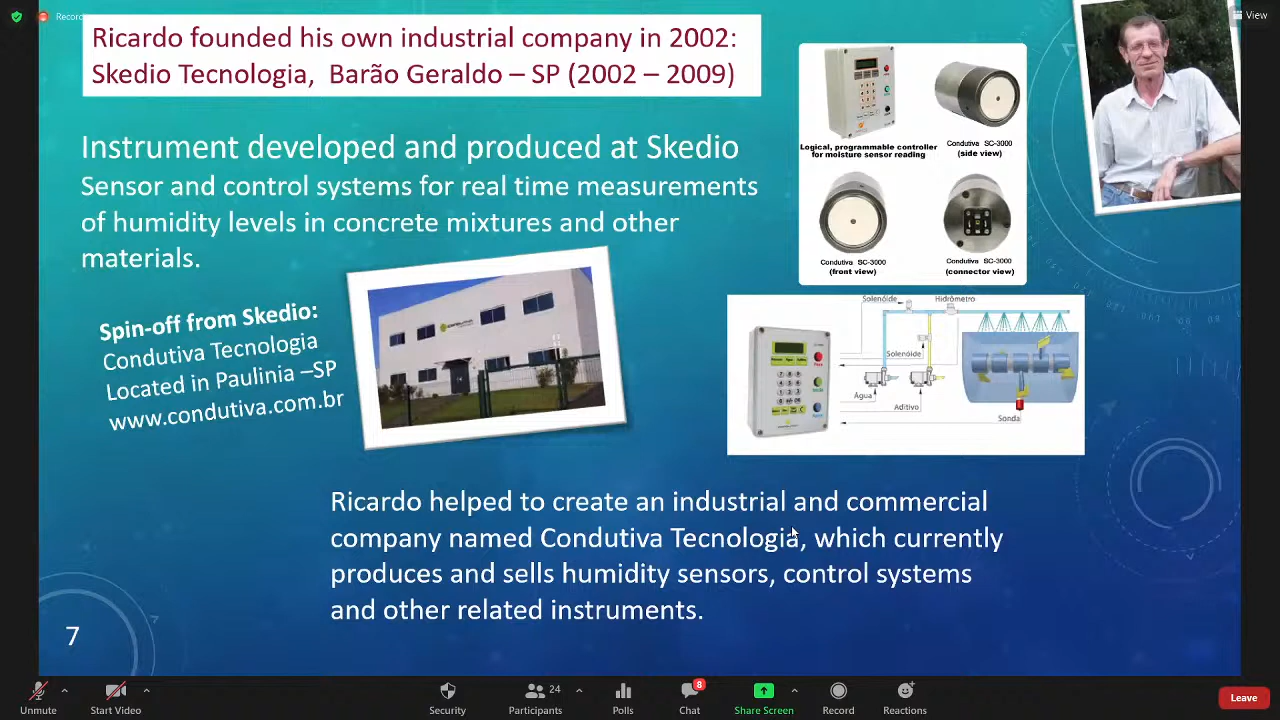 Recor
View
Ricardo founded his own industrial company in 2002:
Skedio Tecnologia, Barão Geraldo – SP (2002 – 2009)
Instrument developed and produced at Skedio
Sensor and control systems for real time measurements
of humidity levels in concrete mixtures and other
materials.
Logical, programmable controller
for moisture sensor reading)
Condutiva SC-3000
(side view)
Condutiva SC-3000
(front view)
Condutiva SC-3000
(connector view)
Spin-off from Skedio:
Condutiva Tecnologia
Located in Paulinia –SP
www.condutiva.com.br
Solenóide
Hidrômetro
Solenóide
Água
Aditivo
Sonda
Ricardo helped to create an industrial and commercial
company named Condutiva Tecnologia, which currently
produces and sells humidity sensors, control systems
and other related instruments.
7
Unmute
Start Video
Security
Participants
24
Polls
Chat
8
Share Screen
Record
Reactions
Leave